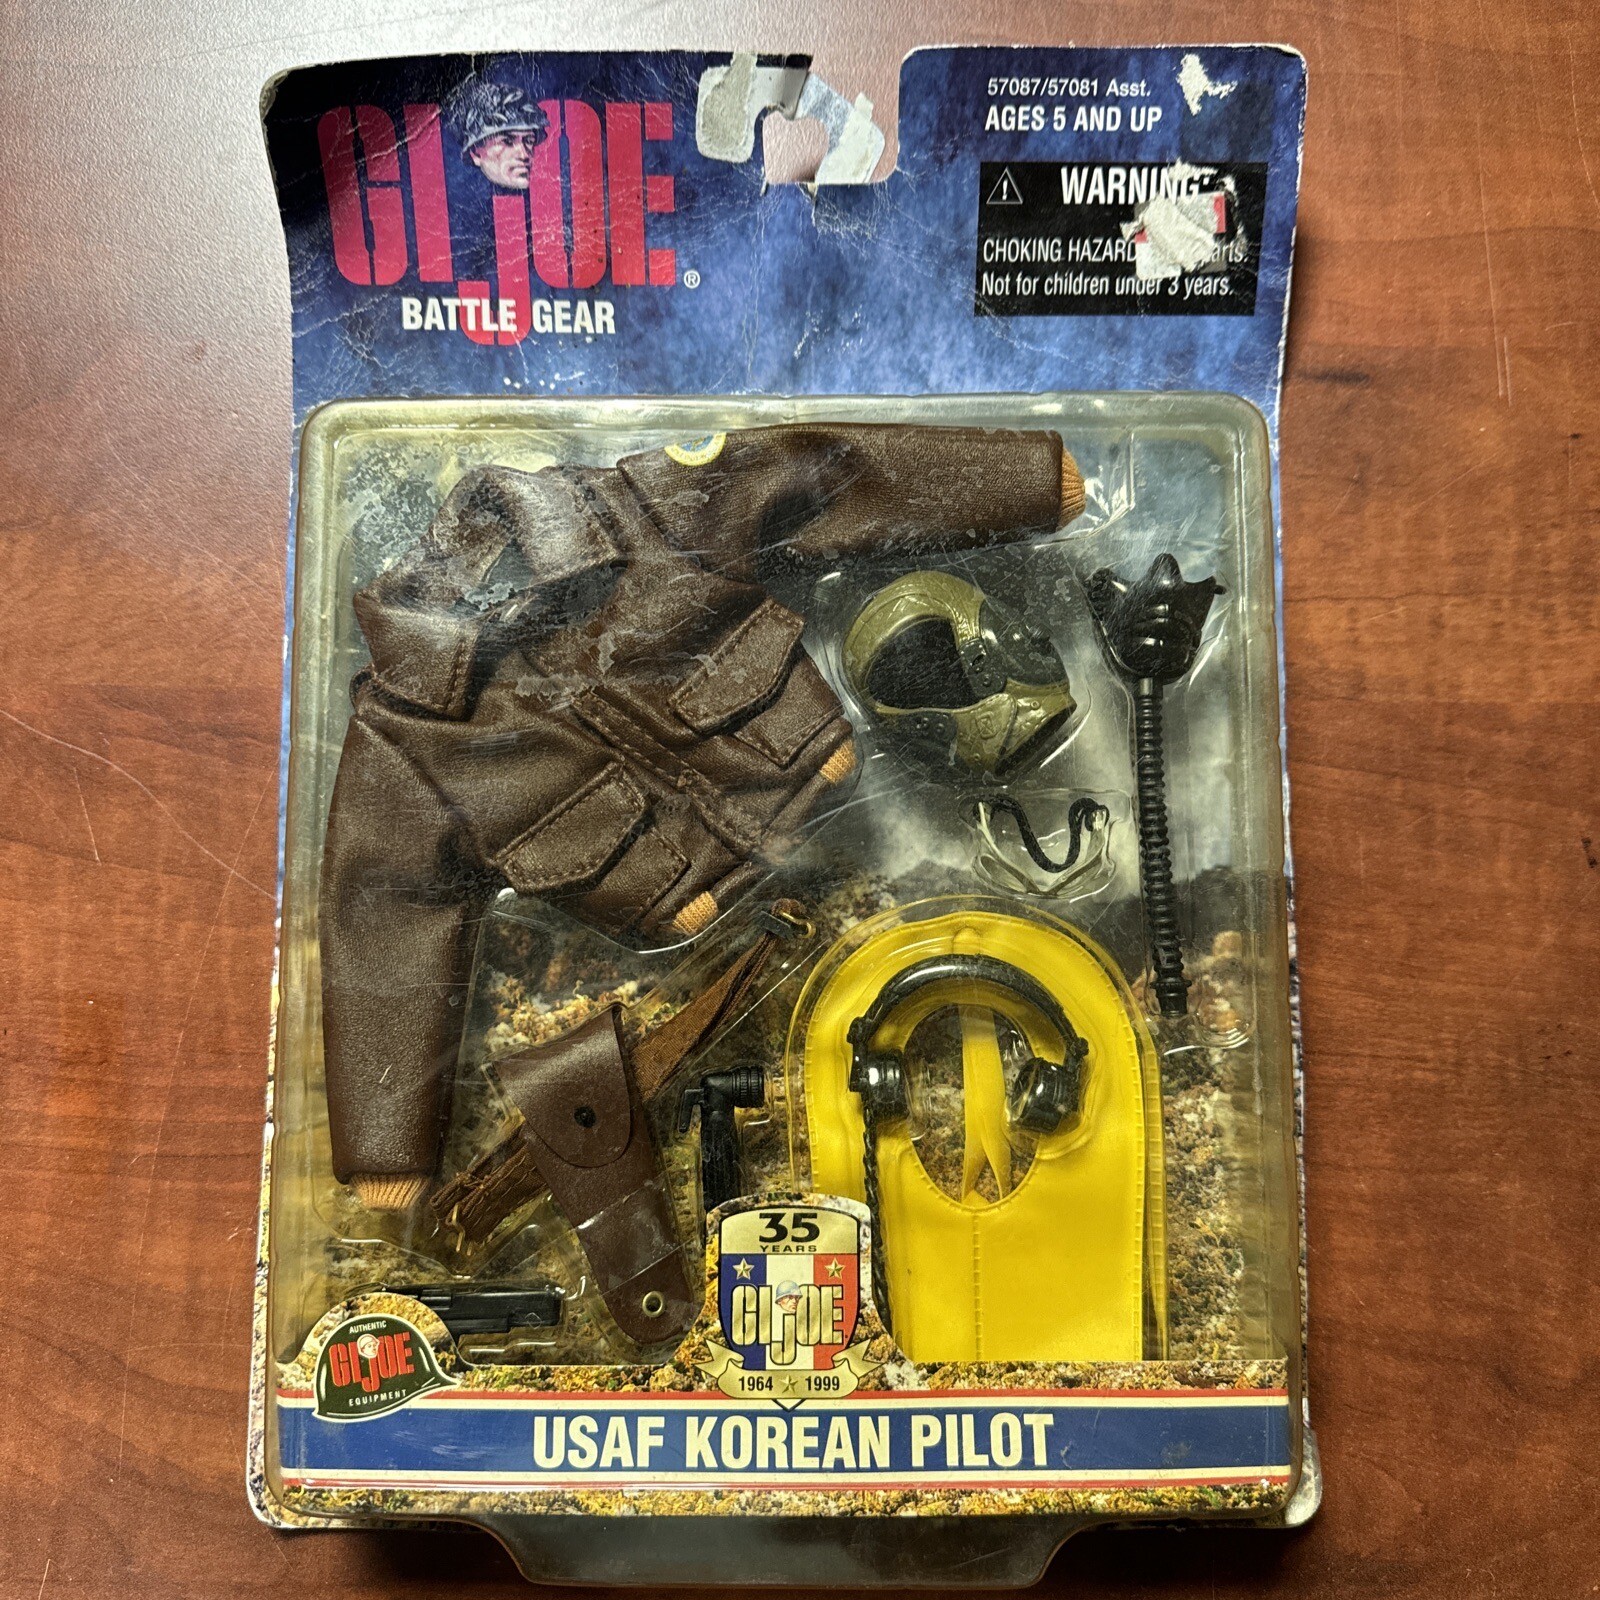 GI JOE ®
BATTLE GEAR
57087/57081 Asst.
AGES 5 AND UP
WARNING:
CHOKING HAZARD
Not for children under 3 years.
35
YEARS
GI JOE
1964 1999
AUTHENTIC
GI JOE
EQUIPMENT
USAF KOREAN PILOT